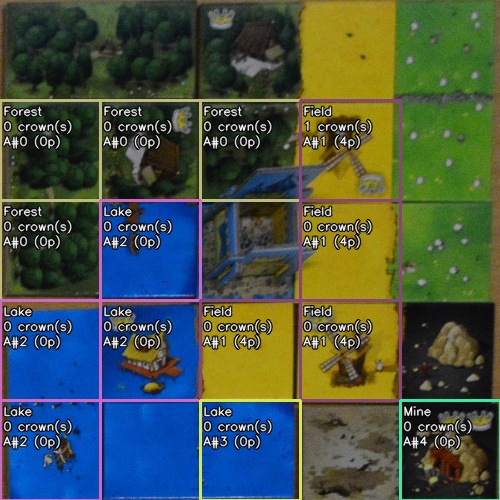 Forest
0 crown(s)
A#0 (0p)
Forest
0 crown(s)
A#0 (0p)
Forest
0 crown(s)
A#0 (0p)
Field
1 crown(s)
A#1 (4p)
Forest
0 crown(s)
A#0 (0p)
Lake
0 crown(s)
A#2 (0p)
Field
0 crown(s)
A#1 (4p)
Lake
0 crown(s)
A#2 (0p)
Lake
0 crown(s)
A#2 (0p)
Field
0 crown(s)
A#1 (4p)
Field
0 crown(s)
A#1 (4p)
Lake
0 crown(s)
A#2 (0p)
Lake
0 crown(s)
A#3 (0p)
Mine
0 crown(s)
A#4 (0p)